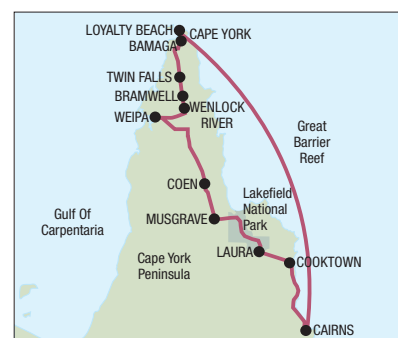 LOYALTY BEACH
CAPE YORK
BAMAGA
TWIN FALLS
BRAMWELL
WENLOCK
RIVER
WEIPA
Great
Barrier
Reef
COEN
Lakefield
National
Park
Gulf Of
Carpentaria
MUSGRAVE
LAURA
Cape York
Peninsula
COOKTOWN
CAIRNS